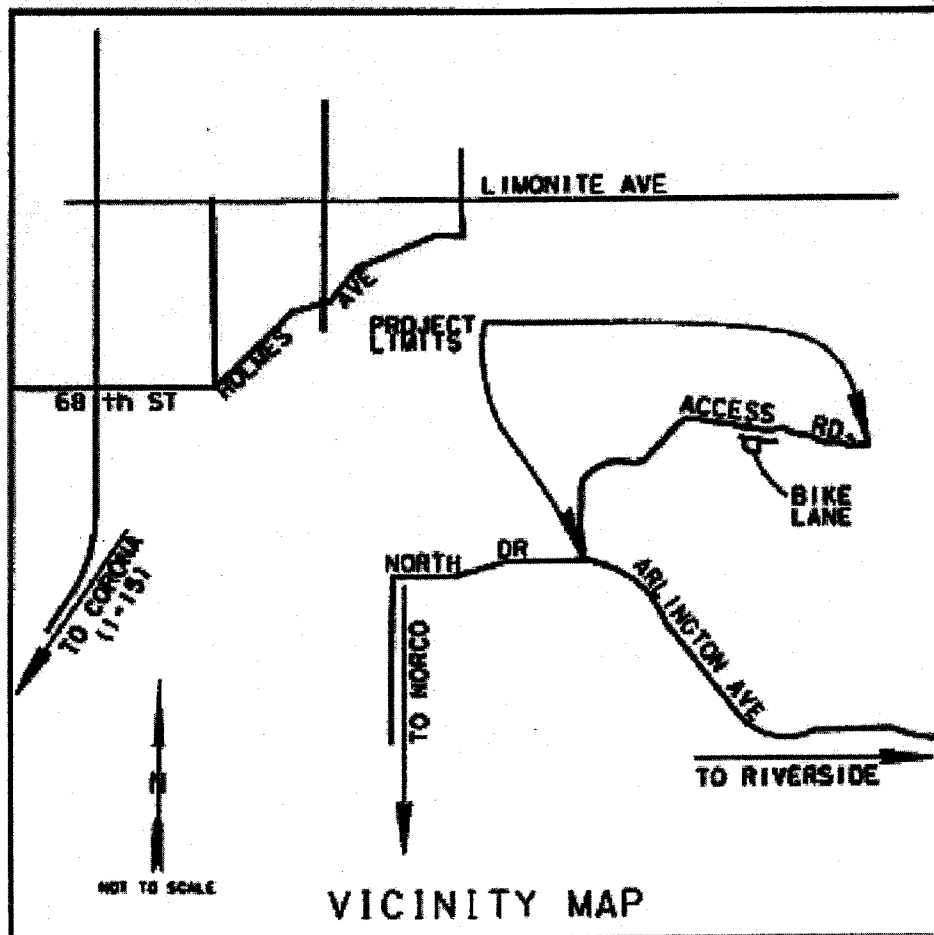 LIMONITE AVE
HOLMES AVE
PROJECT
LIMITS
68 th ST
ACCESS RD.
BIKE
LANE
NORTH DR
ARLINGTON AVE
TO CORONA
(I-15)
TO NORCO
TO RIVERSIDE
N
NOT TO SCALE
VICINITY MAP